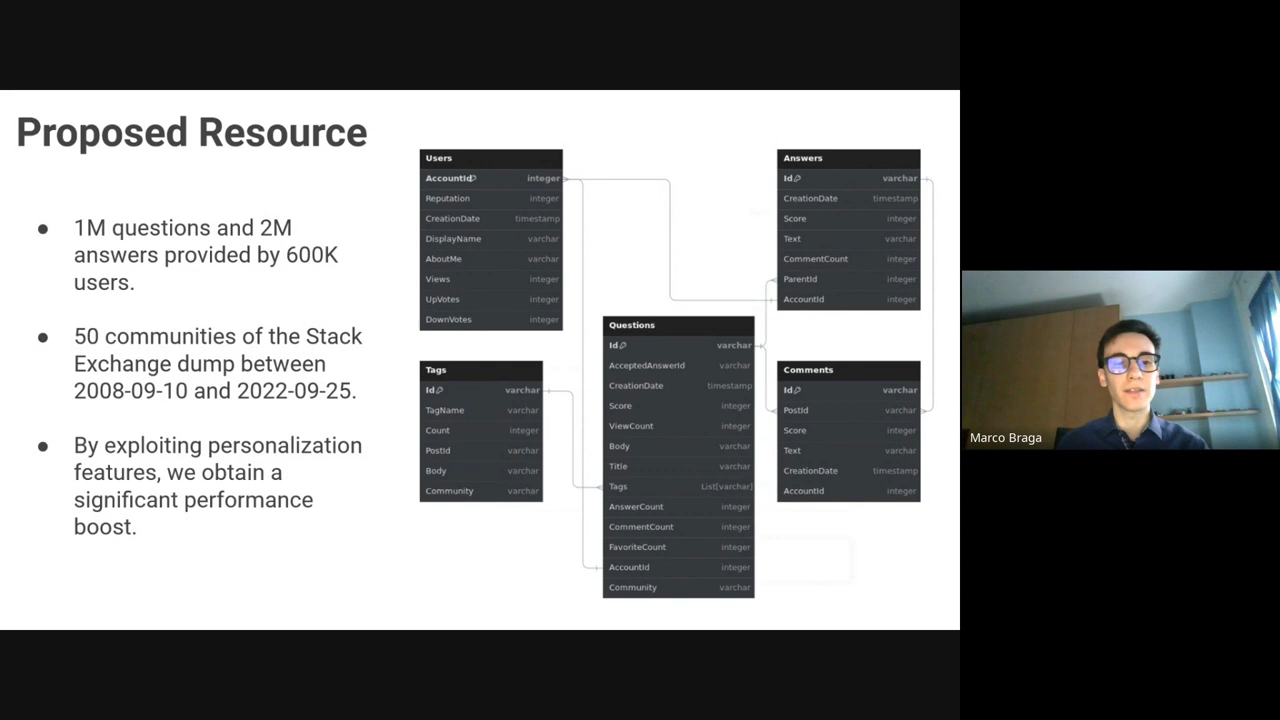 Proposed Resource
● 1M questions and 2M
answers provided by 600K
users.
● 50 communities of the Stack
Exchange dump between
2008-09-10 and 2022-09-25.
● By exploiting personalization
features, we obtain a
significant performance
boost.
Users
AccountId integer
Reputation integer
CreationDate timestamp
DisplayName varchar
AboutMe varchar
Views integer
UpVotes integer
DownVotes integer
Tags
Id varchar
TagName varchar
Count integer
PostId varchar
Body varchar
Community varchar
Questions
Id varchar
AcceptedAnswerId varchar
CreationDate timestamp
Score integer
ViewCount integer
Body varchar
Title varchar
Tags List[varchar]
AnswerCount integer
CommentCount integer
FavoriteCount integer
AccountId integer
Community varchar
Answers
Id varchar
CreationDate timestamp
Score integer
Text varchar
CommentCount integer
ParentId integer
AccountId integer
Comments
Id varchar
PostId varchar
Score integer
Text varchar
CreationDate timestamp
AccountId integer
Marco Braga